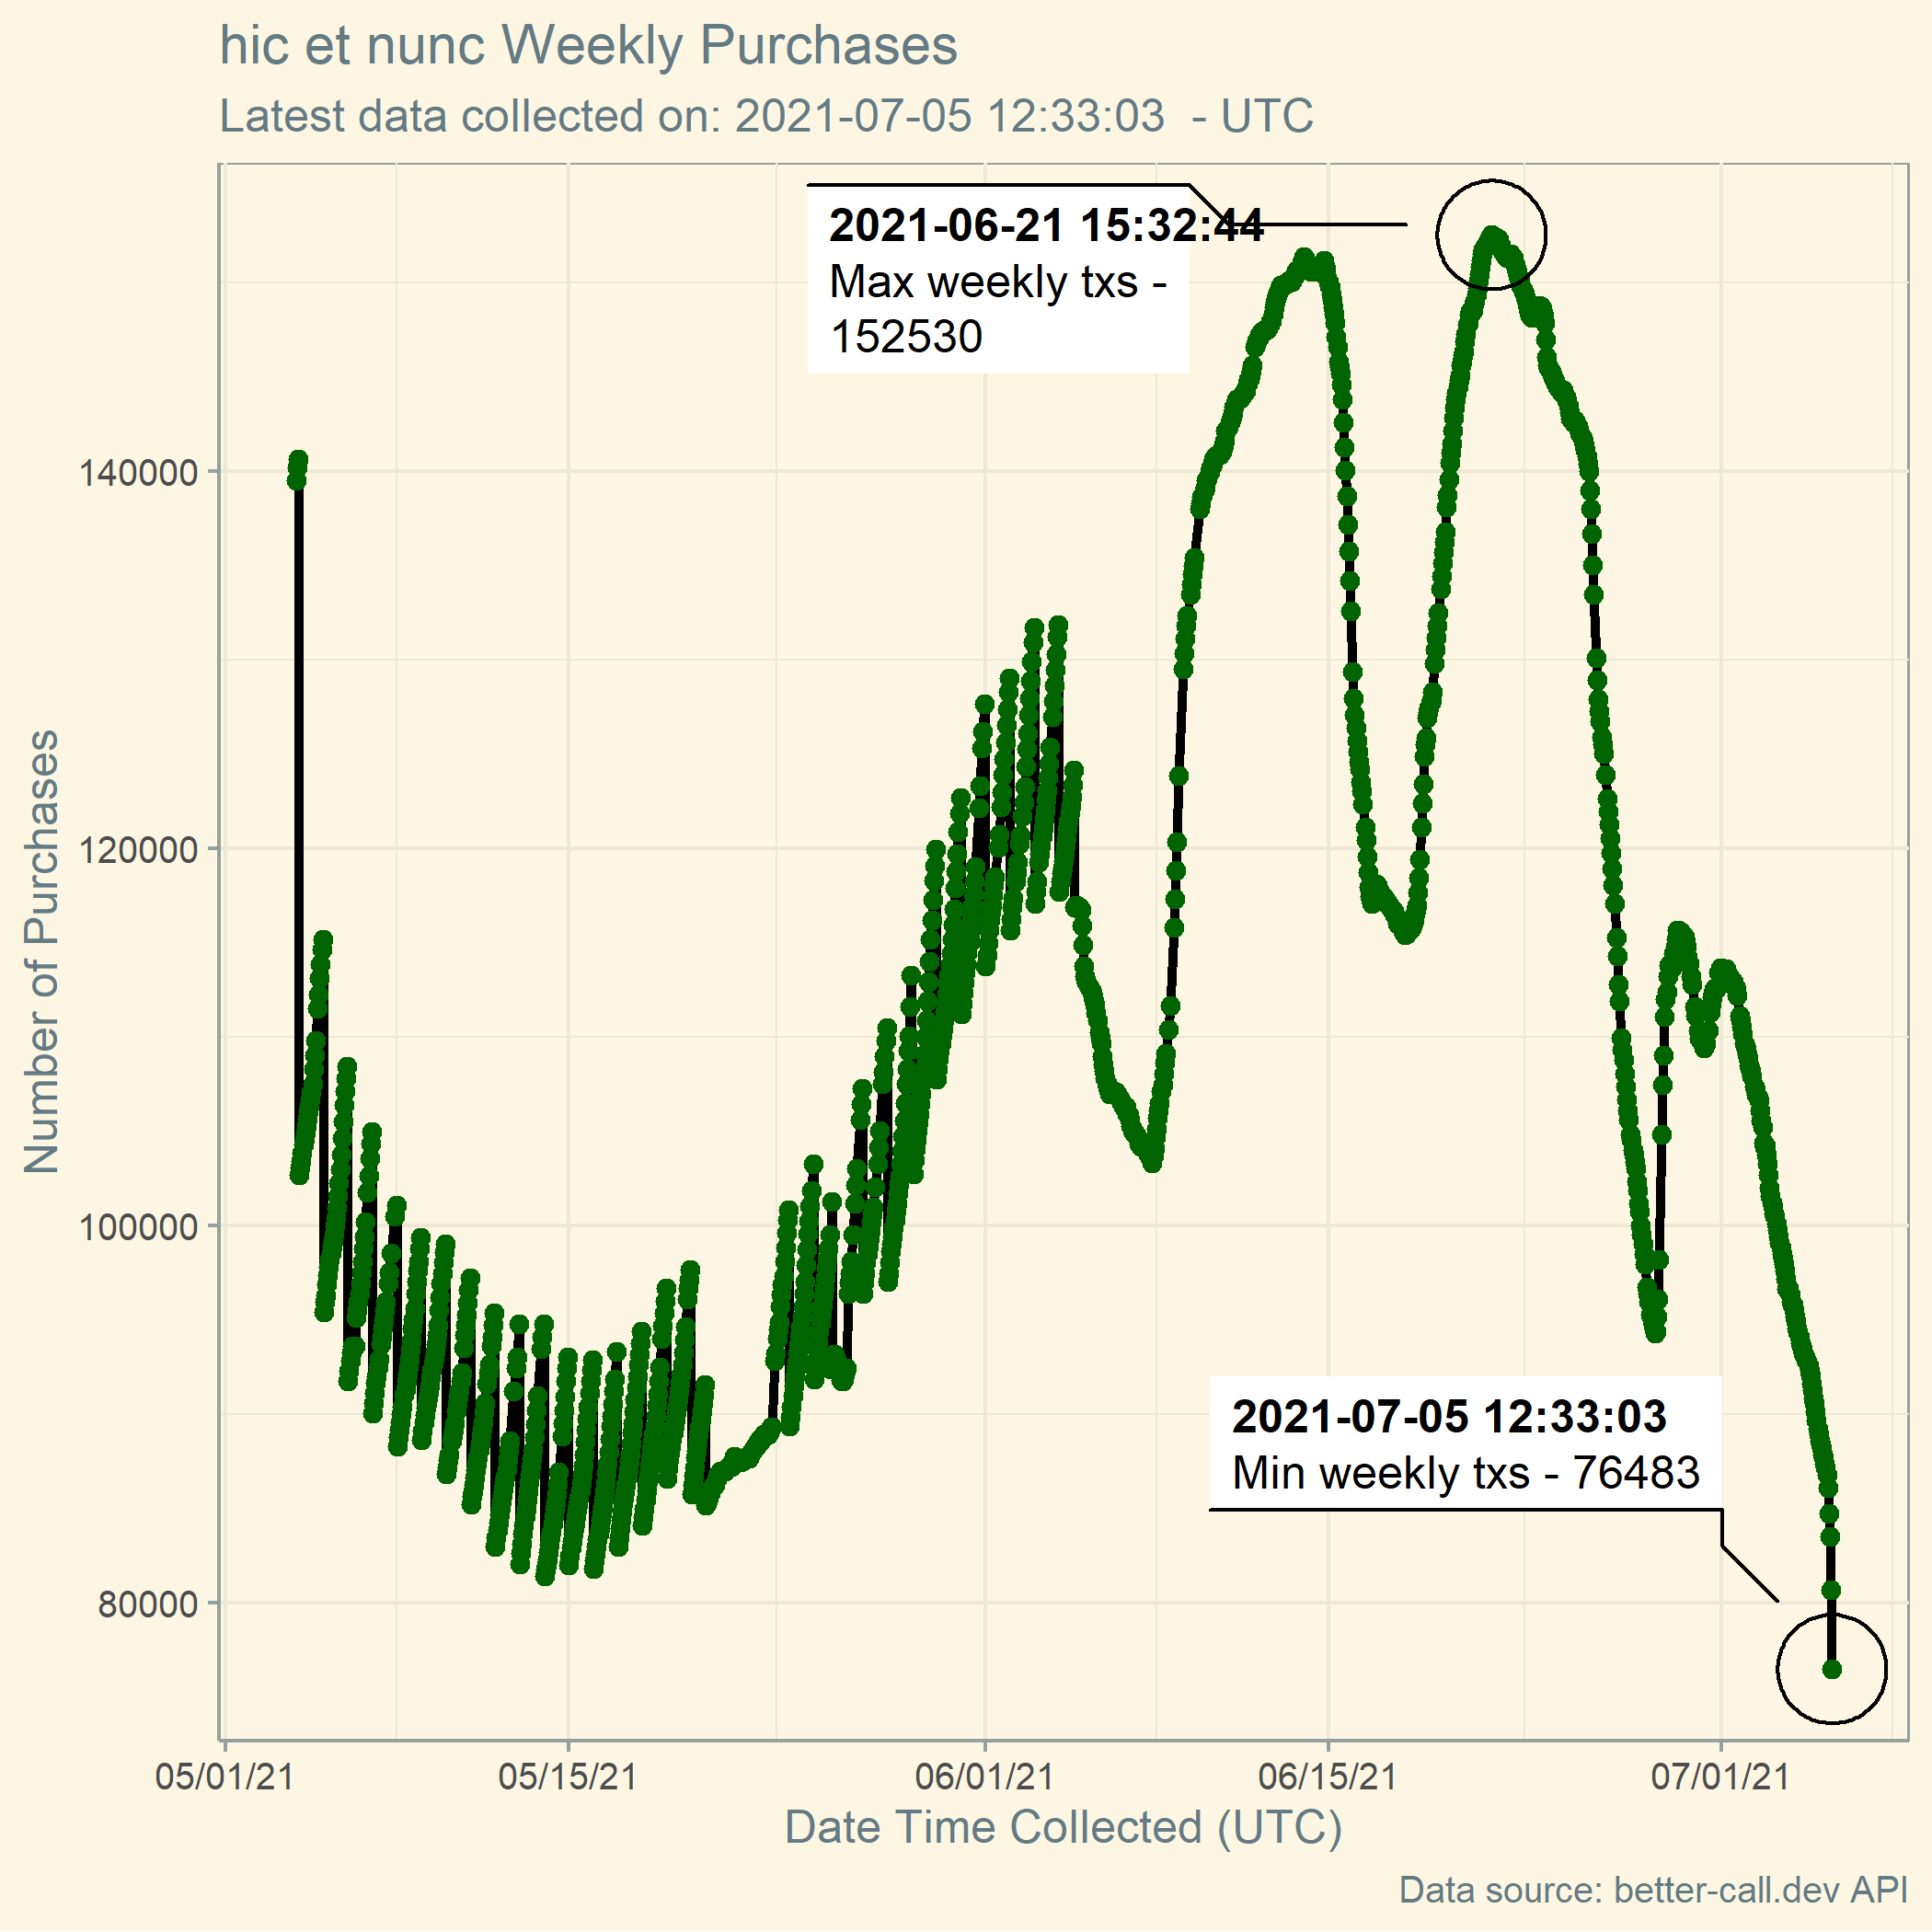 hic et nunc Weekly Purchases
Latest data collected on: 2021-07-05 12:33:03  - UTC
2021-06-21 15:32:44
Max weekly txs -
152530
140000
120000
100000
80000
Number of Purchases
2021-07-05 12:33:03
Min weekly txs - 76483
05/01/21 05/15/21 06/01/21 06/15/21 07/01/21
Date Time Collected (UTC)
Data source: better-call.dev API